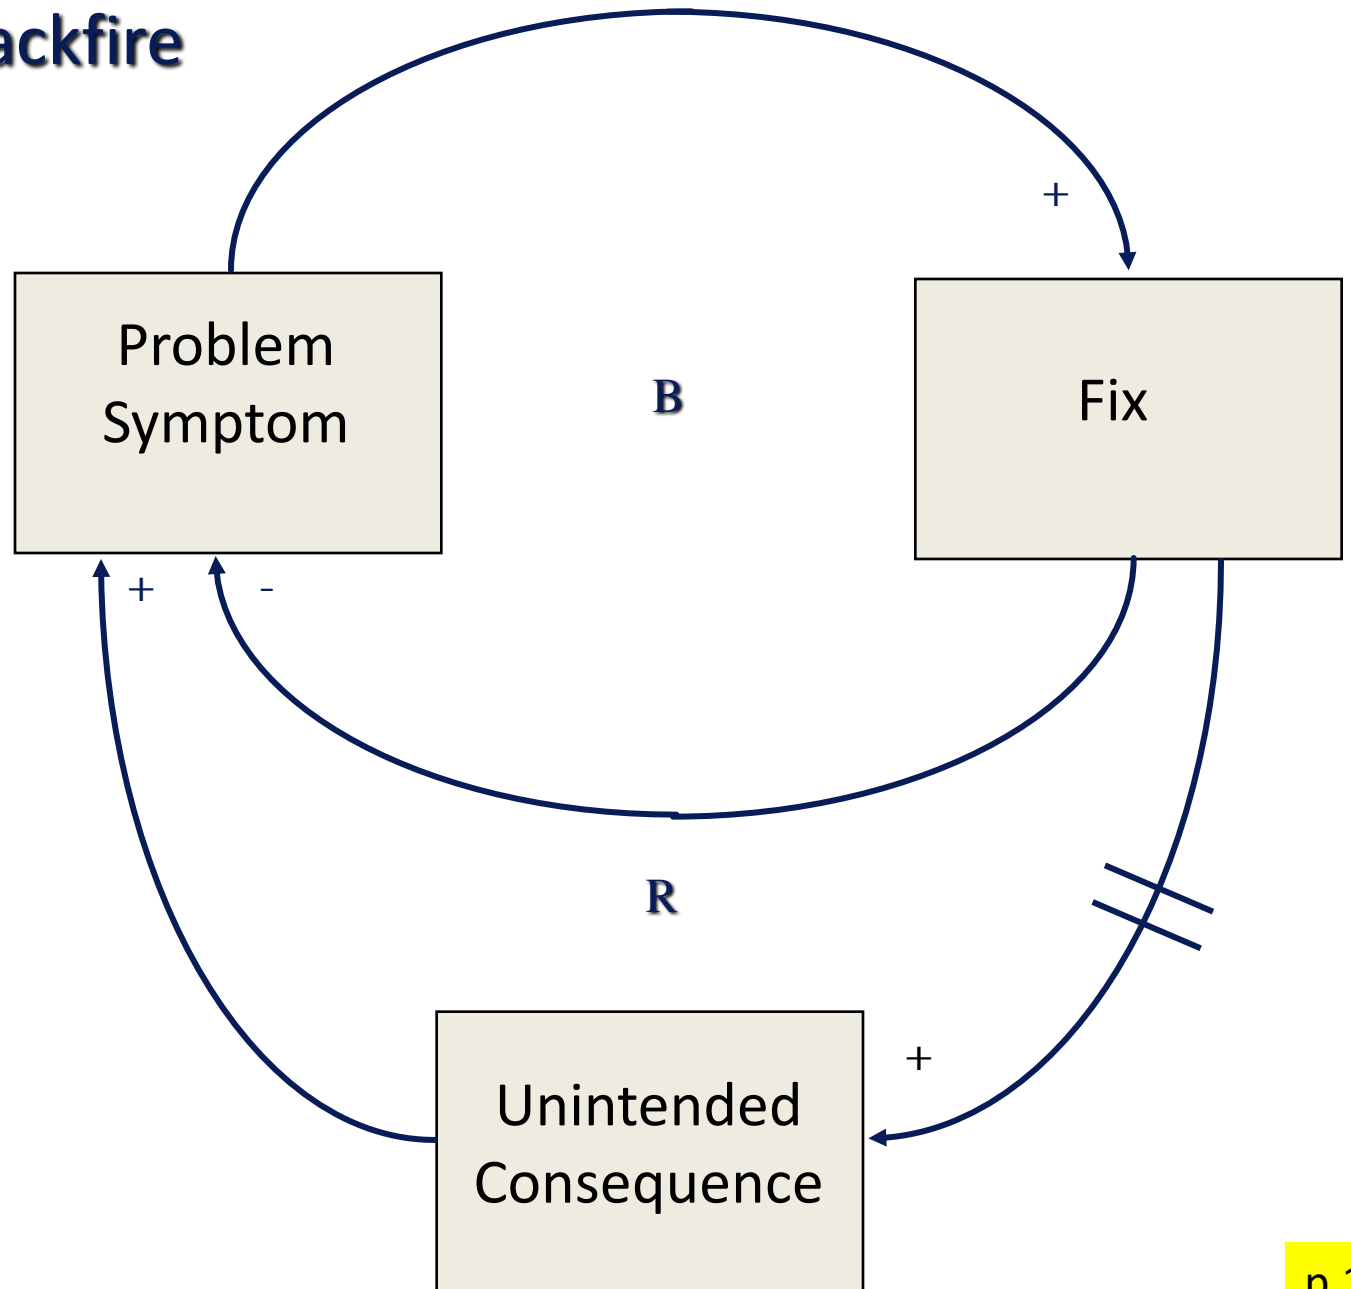 ackfire
+
Problem
Symptom
B
Fix
+
-
R
+
Unintended
Consequence